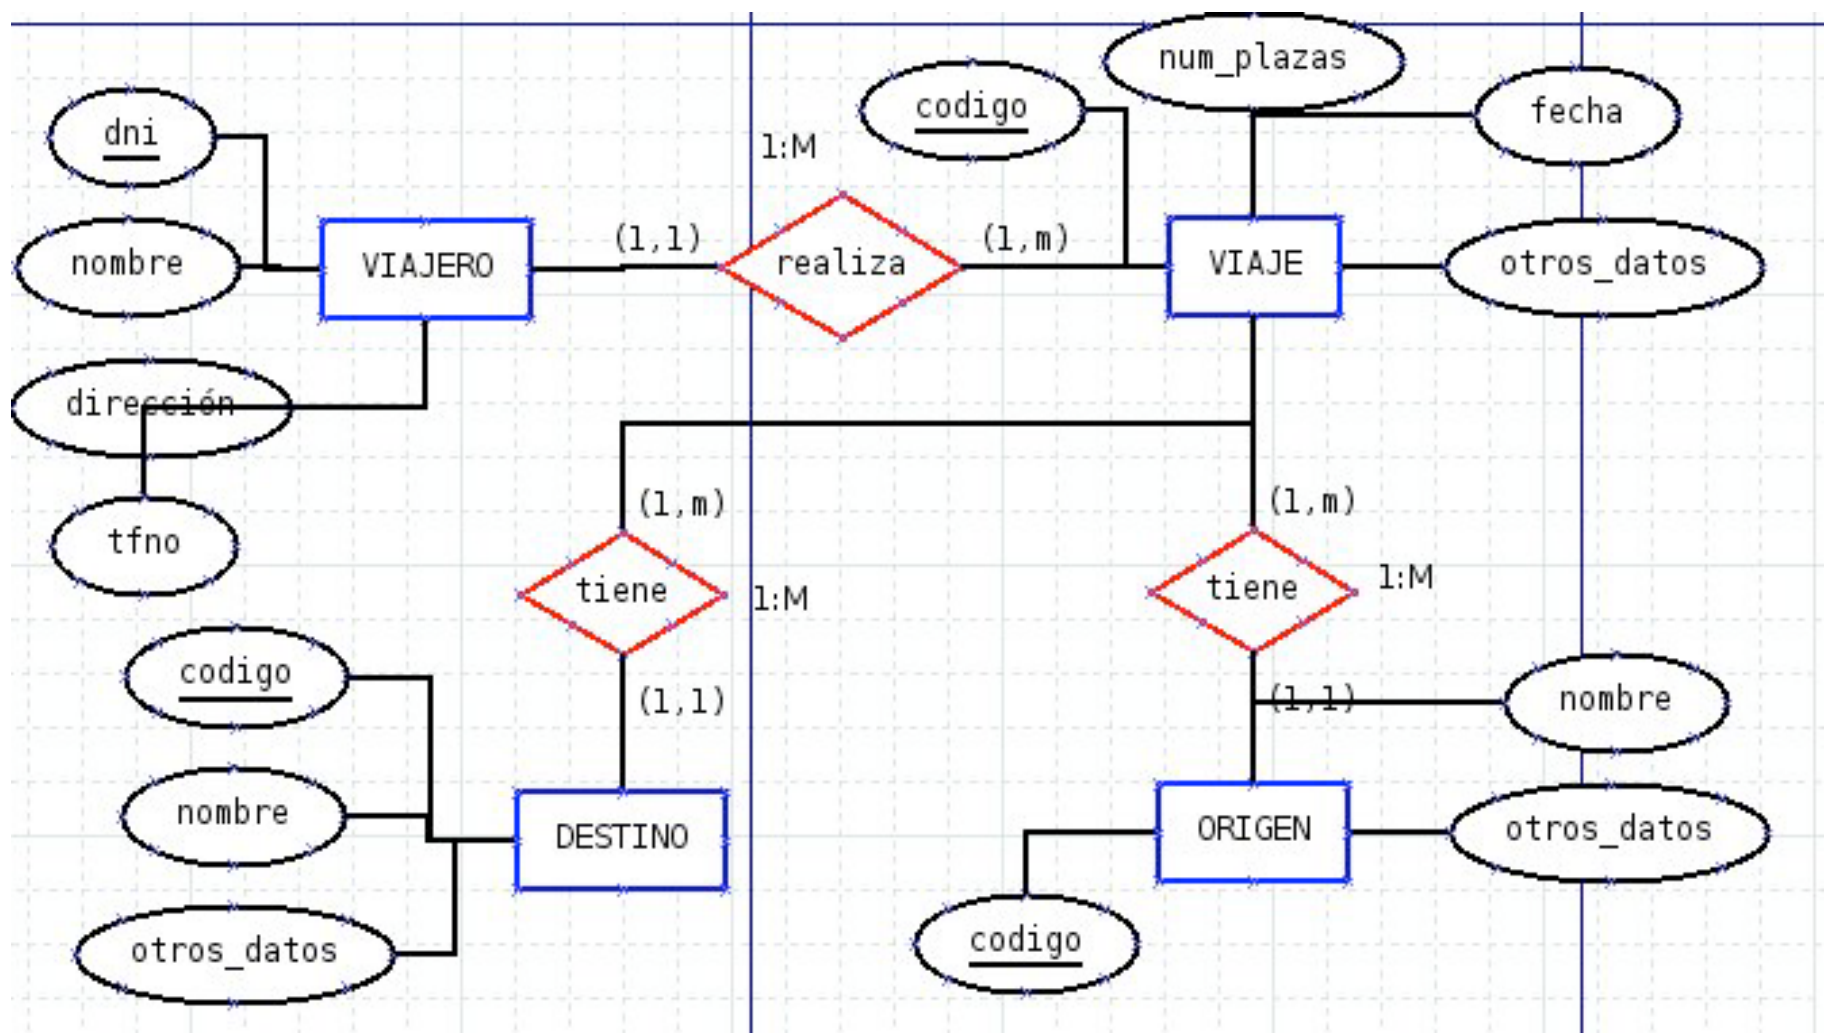 num_plazas
codigo
fecha
dni
1:M
(1,1)
(1,m)
nombre
VIAJERO
realiza
VIAJE
otros_datos
dirección
(1,m)
(1,m)
tfno
tiene
1:M
tiene
1:M
codigo
(1,1)
(1,1)
nombre
nombre
DESTINO
ORIGEN
otros_datos
otros_datos
codigo